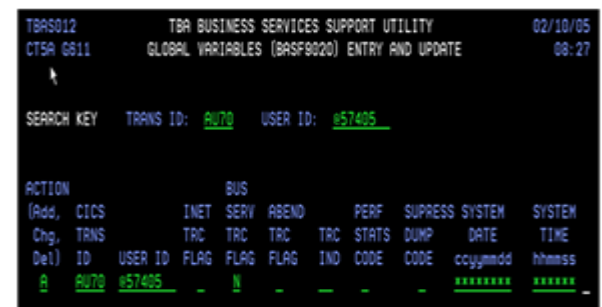 TBAS012 TBA BUSINESS SERVICES SUPPORT UTILITY 02/10/05
CT5A G611 GLOBAL VARIABLES (BASF9020) ENTRY AND UPDATE 08:27
SEARCH KEY TRANS ID: AU70 USER ID: @57405
ACTION BUS
(Add, CICS INET SERV ABEND PERF SUPRESS SYSTEM SYSTEM
Chg, TRNS TRC TRC TRC TRC STATS DUMP DATE TIME
Del) ID USER ID FLAG FLAG FLAG IND CODE CODE ccyymmdd hhmmss
A AU70 @57405 _ N _ _ _ _ ******** ****** _